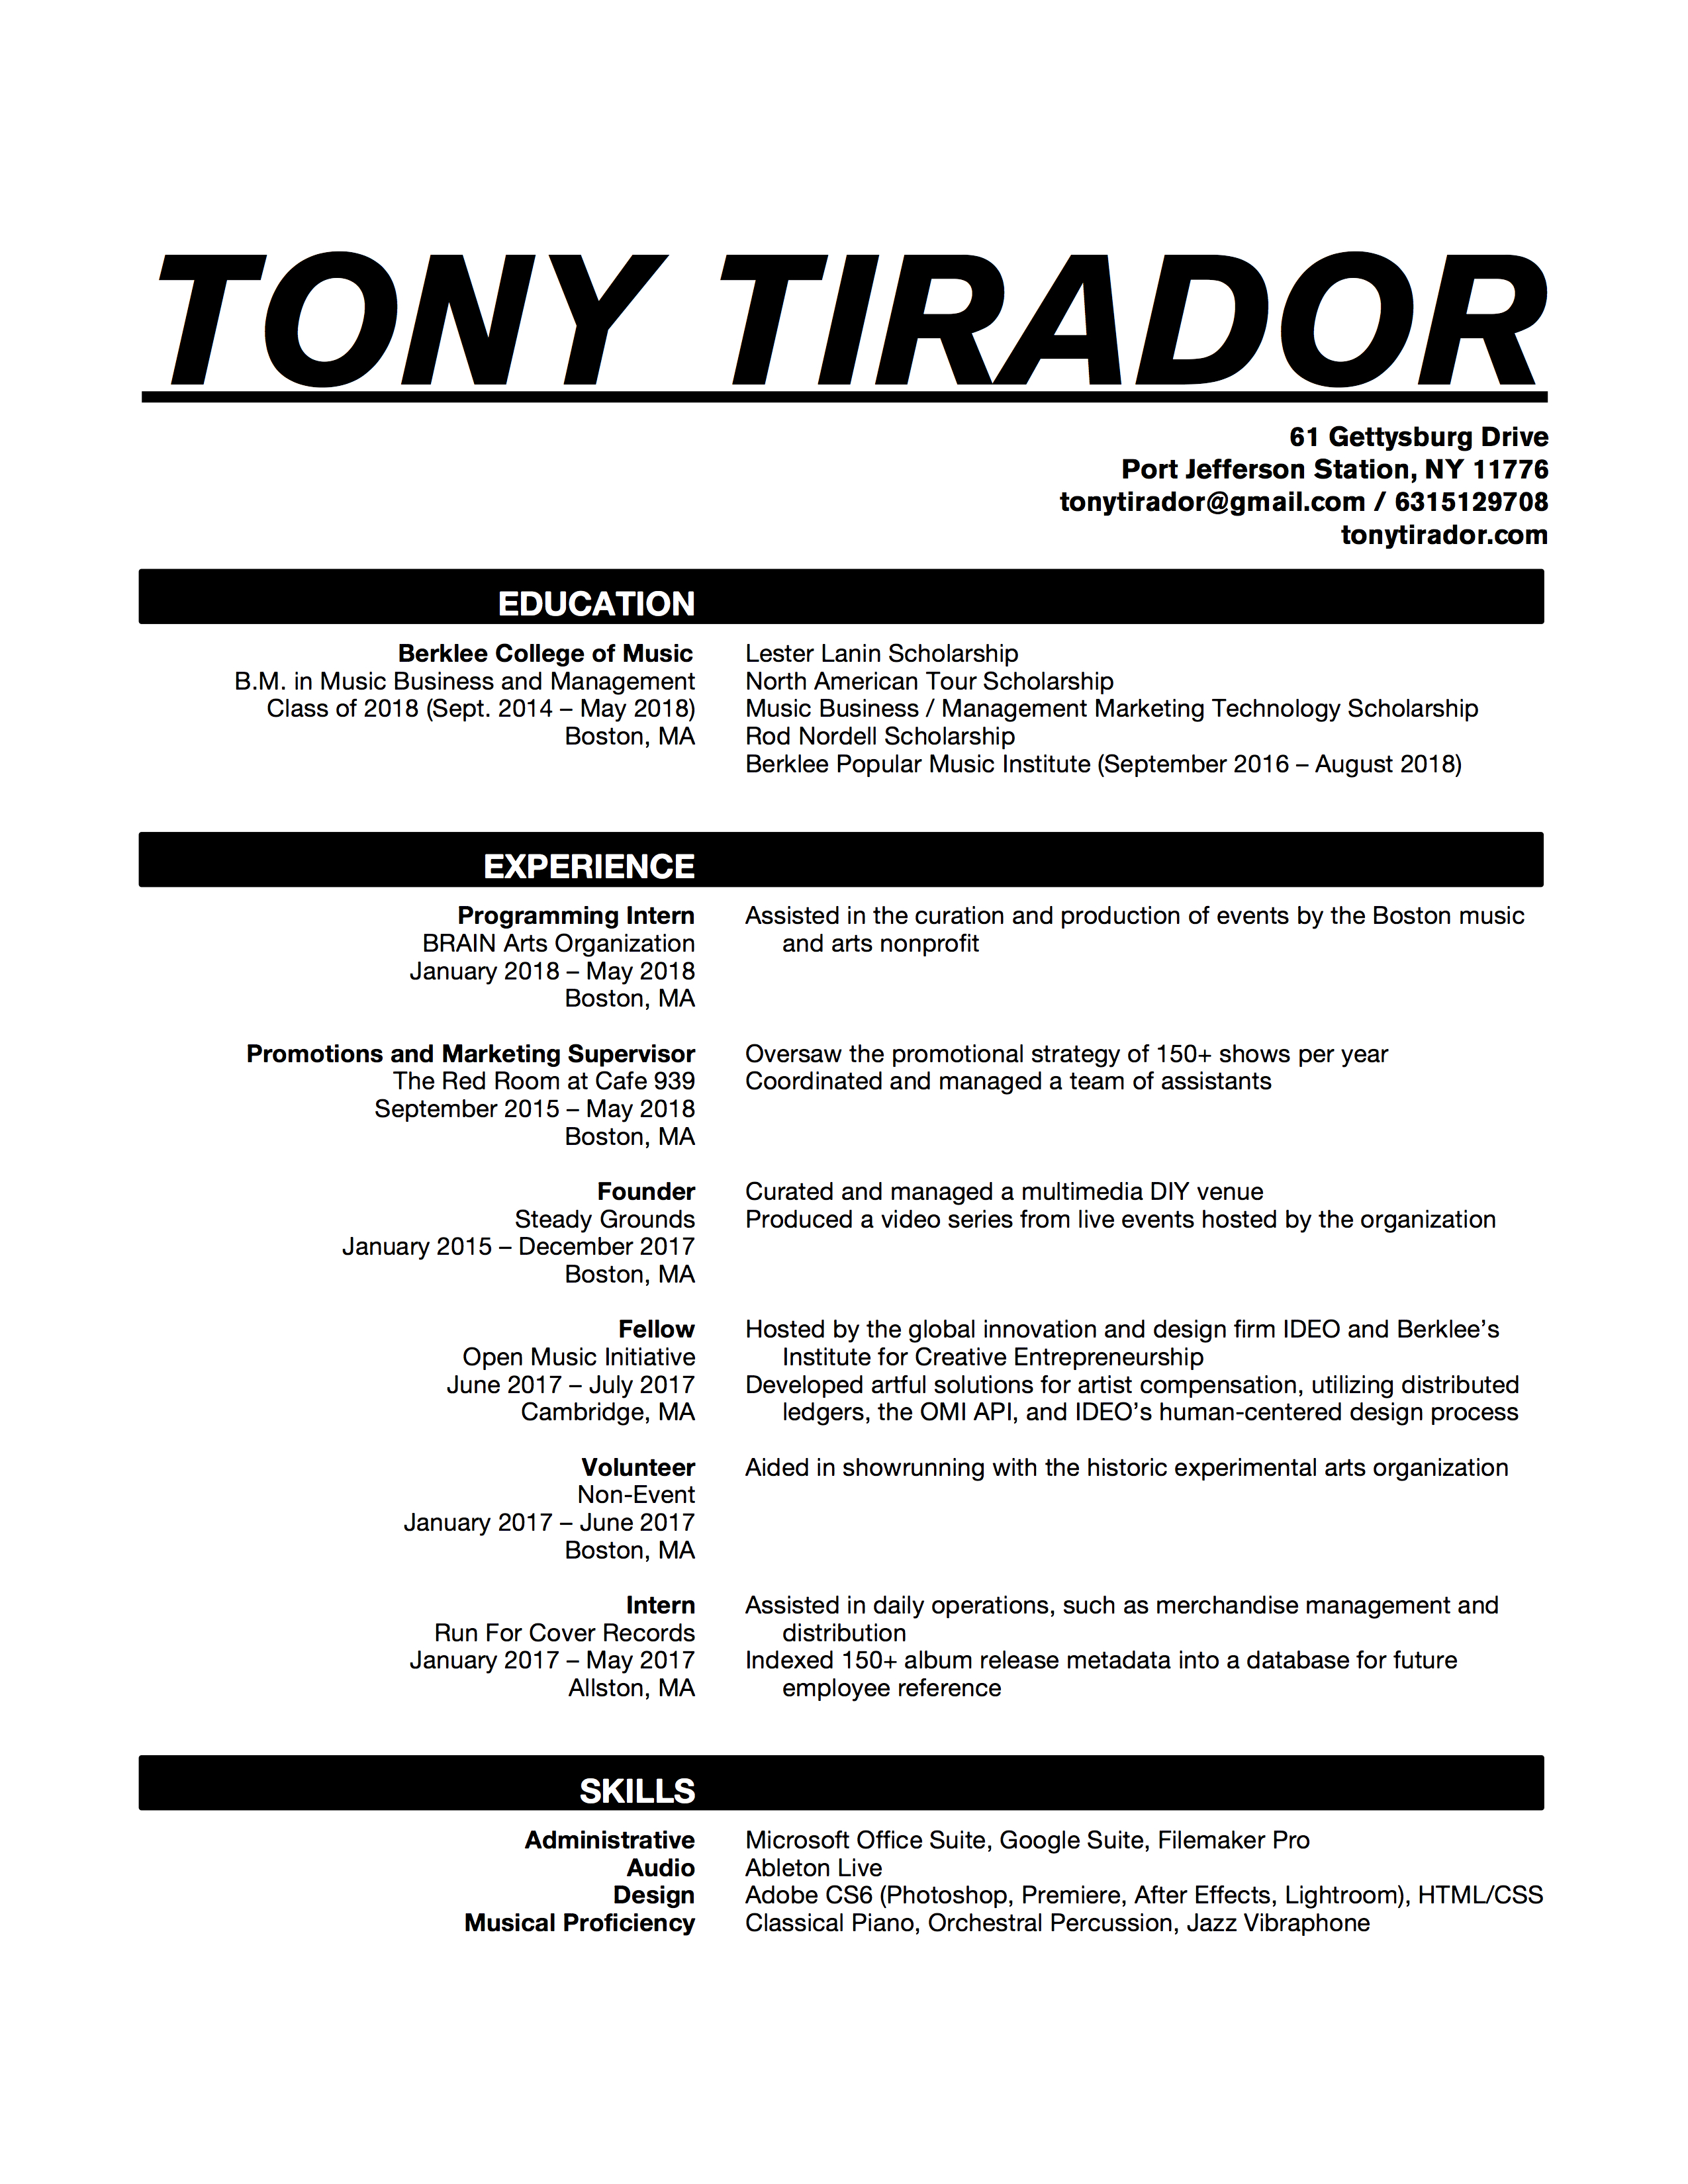 TONY TIRADOR
61 Gettysburg Drive
Port Jefferson Station, NY 11776
tonytirador@gmail.com / 6315129708
tonytirador.com
EDUCATION
Berklee College of Music
B.M. in Music Business and Management
Class of 2018 (Sept. 2014 – May 2018)
Boston, MA
Lester Lanin Scholarship
North American Tour Scholarship
Music Business / Management Marketing Technology Scholarship
Rod Nordell Scholarship
Berklee Popular Music Institute (September 2016 – August 2018)
EXPERIENCE
Programming Intern
BRAIN Arts Organization
January 2018 – May 2018
Boston, MA
Assisted in the curation and production of events by the Boston music
and arts nonprofit
Promotions and Marketing Supervisor
The Red Room at Cafe 939
September 2015 – May 2018
Boston, MA
Oversaw the promotional strategy of 150+ shows per year
Coordinated and managed a team of assistants
Founder
Steady Grounds
January 2015 – December 2017
Boston, MA
Curated and managed a multimedia DIY venue
Produced a video series from live events hosted by the organization
Fellow
Open Music Initiative
June 2017 – July 2017
Cambridge, MA
Hosted by the global innovation and design firm IDEO and Berklee’s
Institute for Creative Entrepreneurship
Developed artful solutions for artist compensation, utilizing distributed
ledgers, the OMI API, and IDEO’s human-centered design process
Volunteer
Non-Event
January 2017 – June 2017
Boston, MA
Aided in showrunning with the historic experimental arts organization
Intern
Run For Cover Records
January 2017 – May 2017
Allston, MA
Assisted in daily operations, such as merchandise management and
distribution
Indexed 150+ album release metadata into a database for future
employee reference
SKILLS
Administrative
Microsoft Office Suite, Google Suite, Filemaker Pro
Audio
Ableton Live
Design
Adobe CS6 (Photoshop, Premiere, After Effects, Lightroom), HTML/CSS
Musical Proficiency
Classical Piano, Orchestral Percussion, Jazz Vibraphone